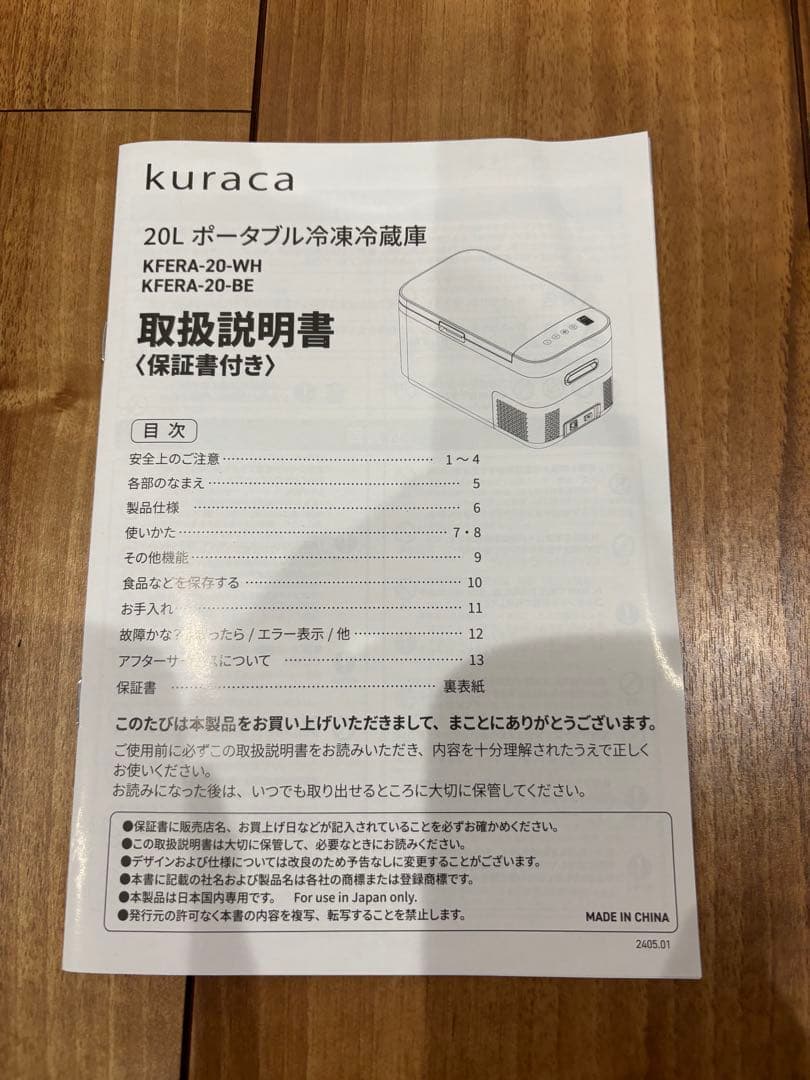 kuraca
20L ポータブル冷凍冷蔵庫
KFERA-20-WH
KFERA-20-BE
取扱説明書
〈保証書付き〉
目 次
安全上のご注意 1〜4
各部のなまえ 5
製品仕様 6
使いかた 7・8
その他機能 9
食品などを保存する 10
お手入れ 11
故障かな? ったら / エラー表示 / 他 12
アフターサービスについて 13
保証書 裏表紙
このたびは本製品をお買い上げいただきまして、まことにありがとうございます。
ご使用前に必ずこの取扱説明書をお読みいただき、内容を十分理解されたうえで正しく
お使いください。
お読みになった後は、いつでも取り出せるところに大切に保管してください。
●保証書に販売店名、お買上げ日などが記入されていることを必ずお確かめください。
●この取扱説明書は大切に保管して、必要なときにお読みください。
●デザインおよび仕様については改良のため予告なしに変更することがございます。
●本書に記載の社名および製品名は各社の商標または登録商標です。
●本製品は日本国内専用です。 For use in Japan only.
●発行元の許可なく本書の内容を複写、転写することを禁止します。
MADE IN CHINA
2405.01